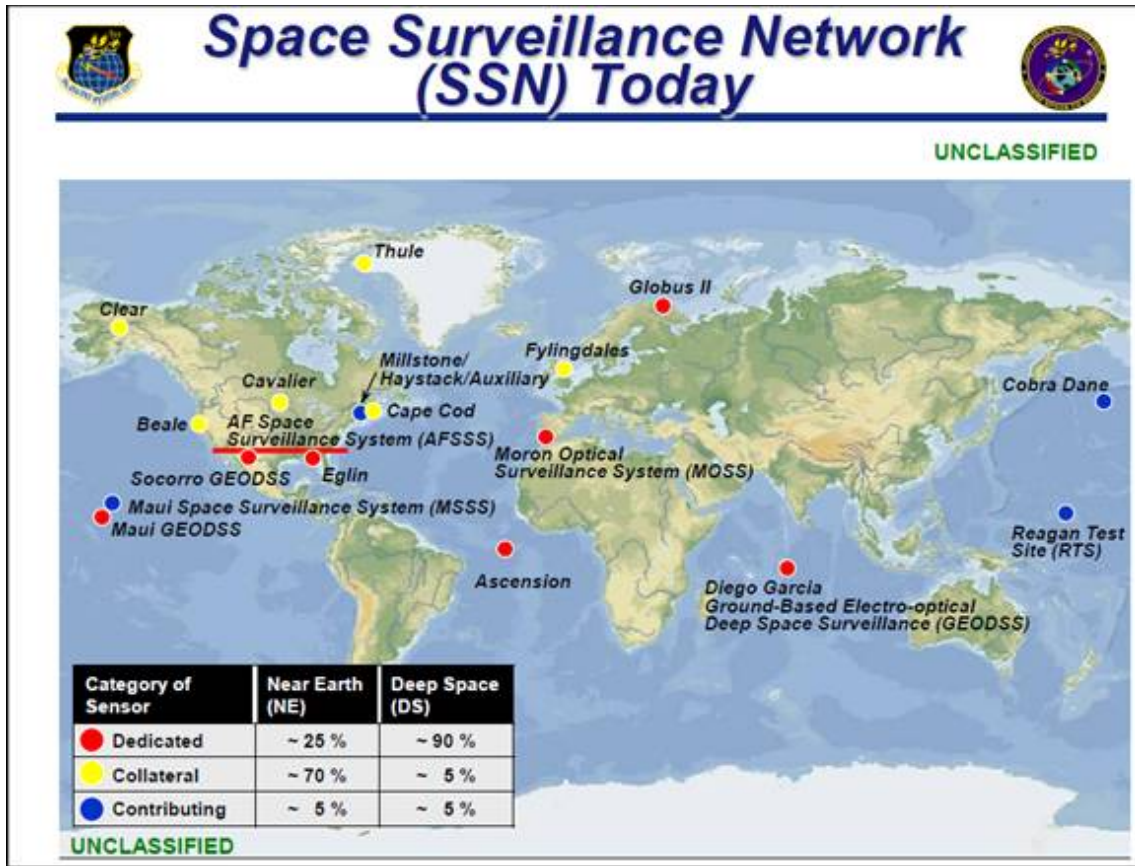 Space Surveillance Network
(SSN) Today
UNCLASSIFIED
Thule
Globus II
Clear
Millstone/
Haystack/Auxiliary
Fylingdales
Cavalier
Cobra Dane
Cape Cod
Beale
AF Space
Surveillance System (AFSSS)
Moron Optical
Surveillance System (MOSS)
Socorro GEODSS
Eglin
Maui Space Surveillance System (MSSS)
Maui GEODSS
Reagan Test
Site (RTS)
Ascension
Diego Garcia
Ground-Based Electro-optical
Deep Space Surveillance (GEODSS)
Category of
Sensor
Near Earth
(NE)
Deep Space
(DS)
Dedicated
~ 25 %
~ 90 %
Collateral
~ 70 %
~ 5 %
Contributing
~ 5 %
~ 5 %
UNCLASSIFIED